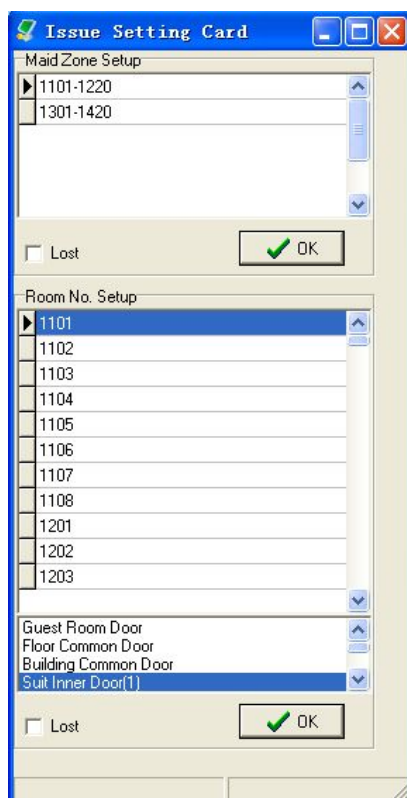 Issue Setting Card
Maid Zone Setup
1101-1220
1301-1420
Lost
OK
Room No. Setup
1101
1102
1103
1104
1105
1106
1107
1108
1201
1202
1203
Guest Room Door
Floor Common Door
Building Common Door
Suit Inner Door(1)
Lost
OK